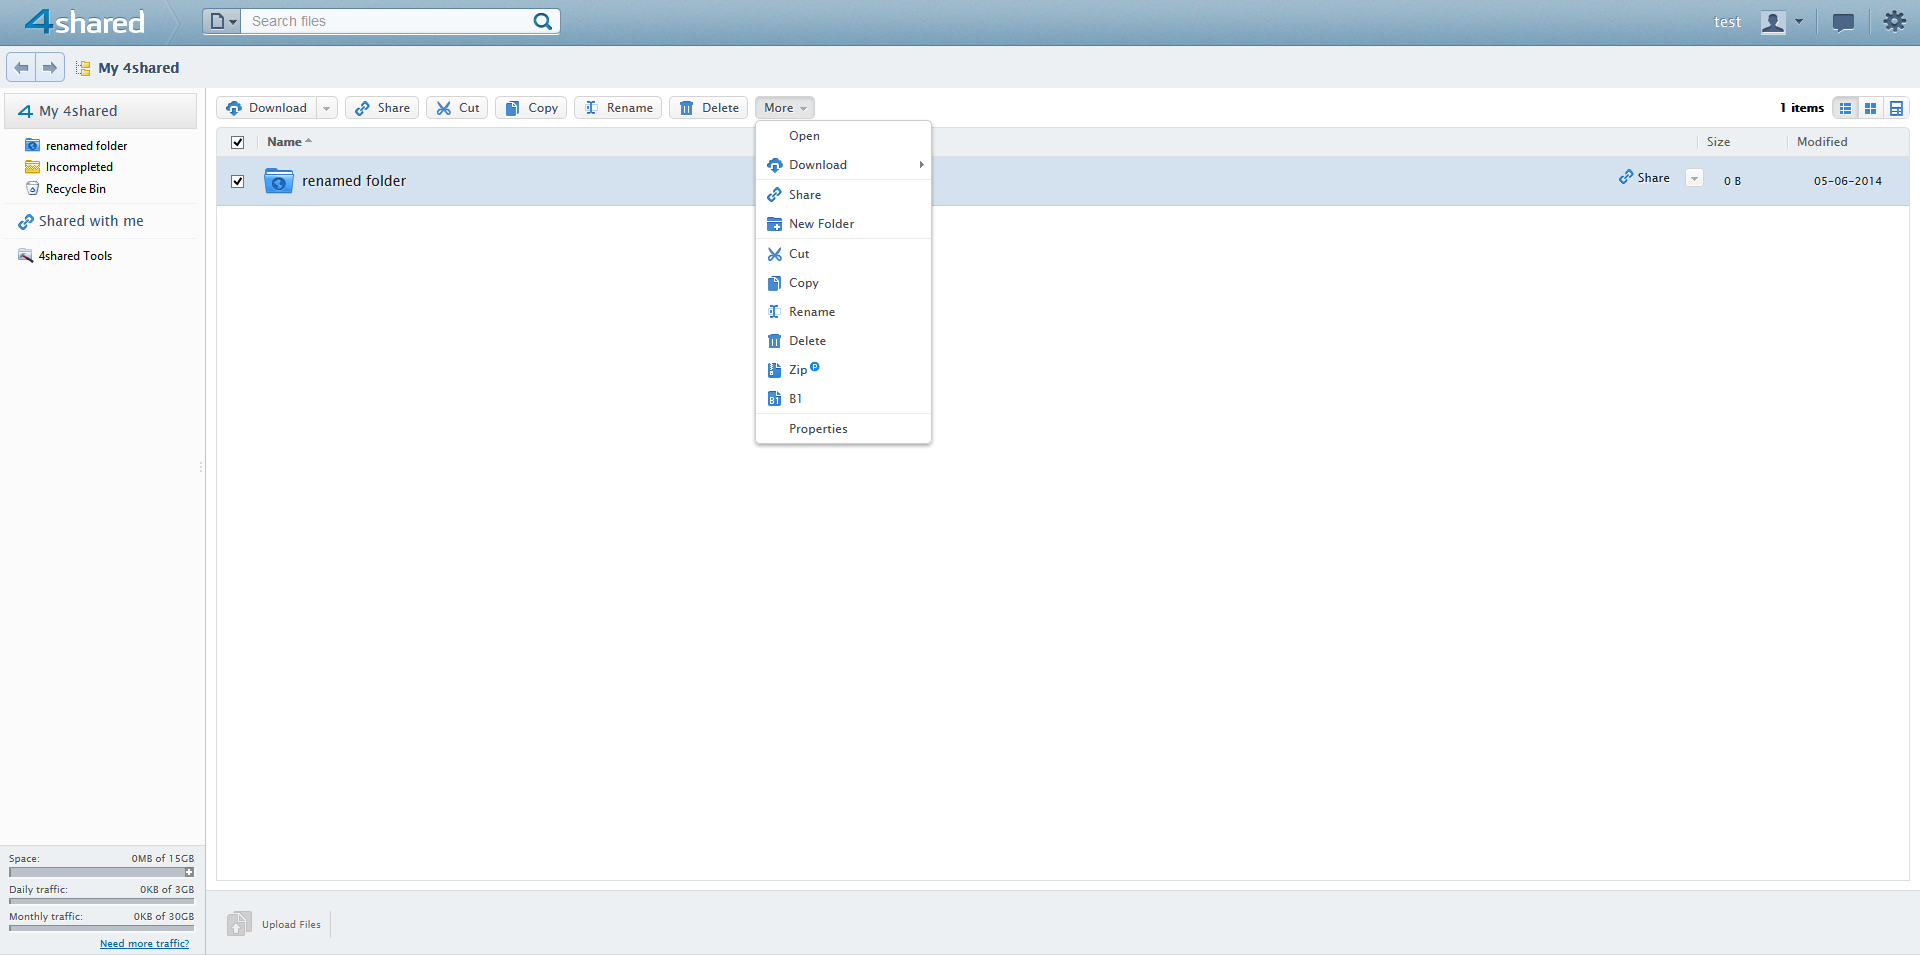 4shared
Search files
test
My 4shared
4 My 4shared
renamed folder
Incompleted
Recycle Bin
Shared with me
4shared Tools
Download Share Cut Copy Rename Delete More
1 items
Name Size Modified
renamed folder Share 0 B 05-06-2014
Open
Download
Share
New Folder
Cut
Copy
Rename
Delete
Zip P
B1 B1
Properties
Space: 0MB of 15GB
Daily traffic: 0KB of 3GB
Monthly traffic: 0KB of 30GB
Need more traffic?
Upload Files